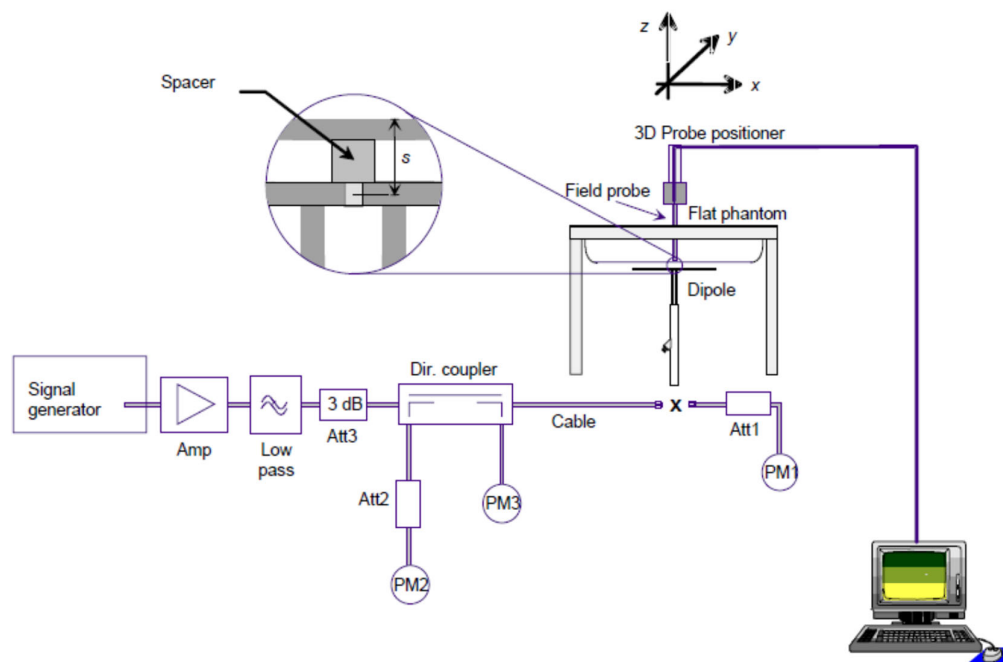 z
y
x
Spacer
s
3D Probe positioner
Field probe
Flat phantom
Dipole
Signal
generator
Amp
Low
pass
3 dB
Att3
Dir. coupler
Cable
X
Att1
PM1
Att2
PM3
PM2